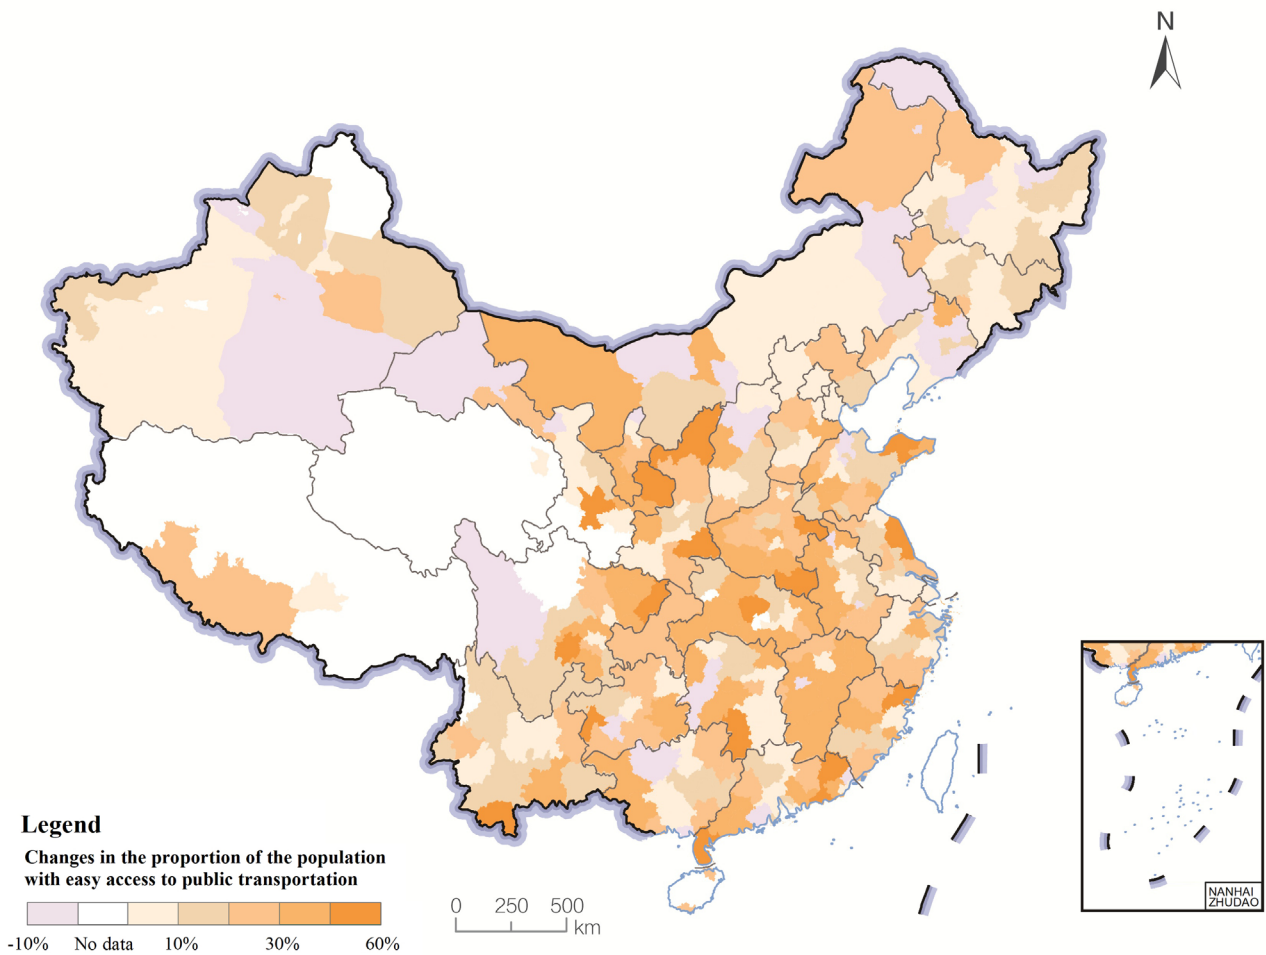 N
Legend
Changes in the proportion of the population
with easy access to public transportation
-10% No data 10% 30% 60%
0 250 500
km
NANHAI
ZHUDAO